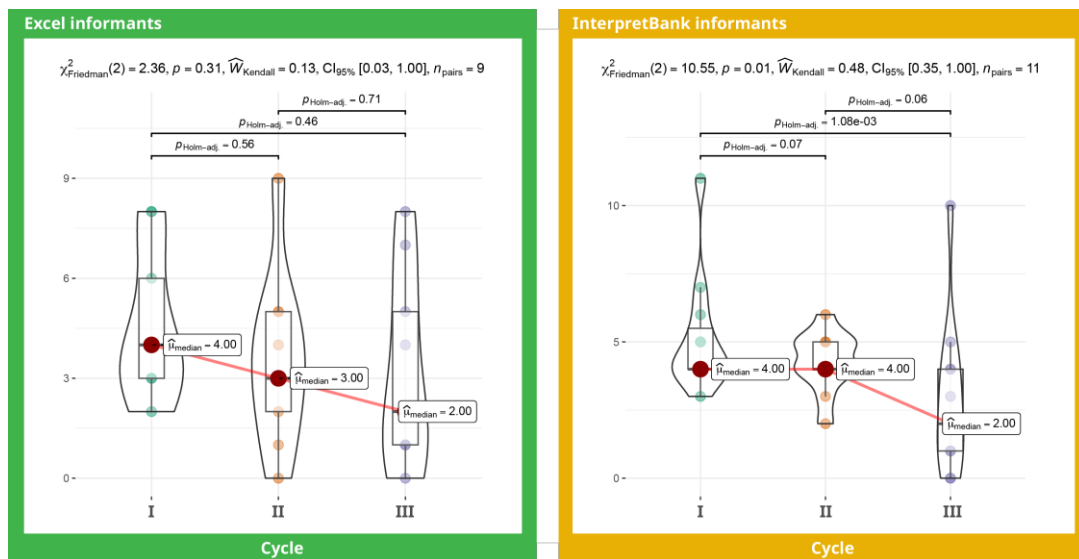 Excel informants
χ²Friedman(2) = 2.36, p = 0.31, ŴKendall = 0.13, CI95% [0.03, 1.00], npairs = 9
pHolm−adj. − 0.71
pHolm−adj. − 0.46
pHolm−adj. − 0.56
9
6
3
0
μ̂median − 4.00
μ̂median − 3.00
μ̂median = 2.00
I II III
Cycle
InterpretBank informants
χ²Friedman(2) = 10.55, p = 0.01, ŴKendall = 0.48, CI95% [0.35, 1.00], npairs = 11
pHolm−adj. − 0.06
pHolm−adj. − 1.08e-03
pHolm−adj. − 0.07
10
5
0
μ̂median = 4.00
μ̂median − 4.00
μ̂median − 2.00
I II III
Cycle